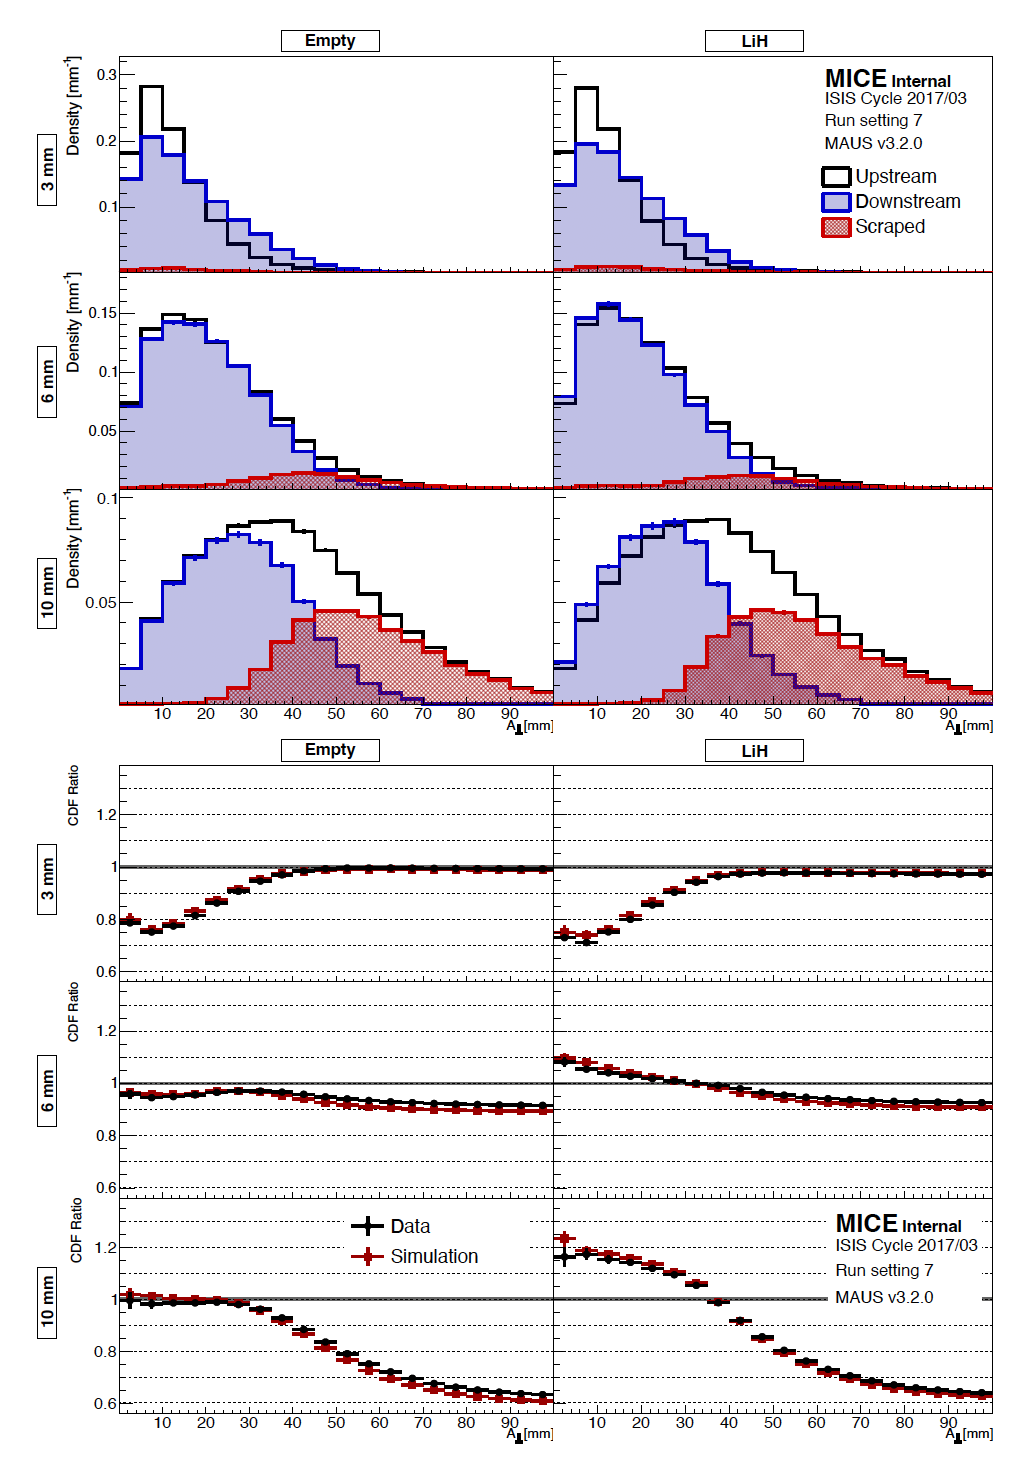 Empty
LiH
3 mm
Density [mm⁻¹]
0.3
0.2
0.1
MICE Internal
ISIS Cycle 2017/03
Run setting 7
MAUS v3.2.0
Upstream
Downstream
Scraped
6 mm
Density [mm⁻¹]
0.15
0.1
0.05
10 mm
Density [mm⁻¹]
0.1
0.05
10 20 30 40 50 60 70 80 90
A⊥ [mm]
10 20 30 40 50 60 70 80 90
A⊥ [mm]
Empty
LiH
3 mm
CDF Ratio
1.2
1
0.8
0.6
6 mm
CDF Ratio
1.2
1
0.8
0.6
10 mm
CDF Ratio
1.2
1
0.8
0.6
Data
Simulation
MICE Internal
ISIS Cycle 2017/03
Run setting 7
MAUS v3.2.0
10 20 30 40 50 60 70 80 90
A⊥ [mm]
10 20 30 40 50 60 70 80 90
A⊥ [mm]